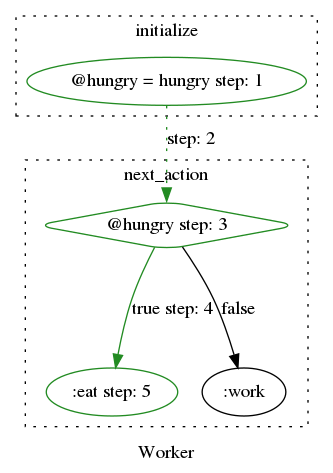 initialize
@hungry = hungry step: 1
step: 2
next_action
@hungry step: 3
true step: 4
false
:eat step: 5
:work
Worker